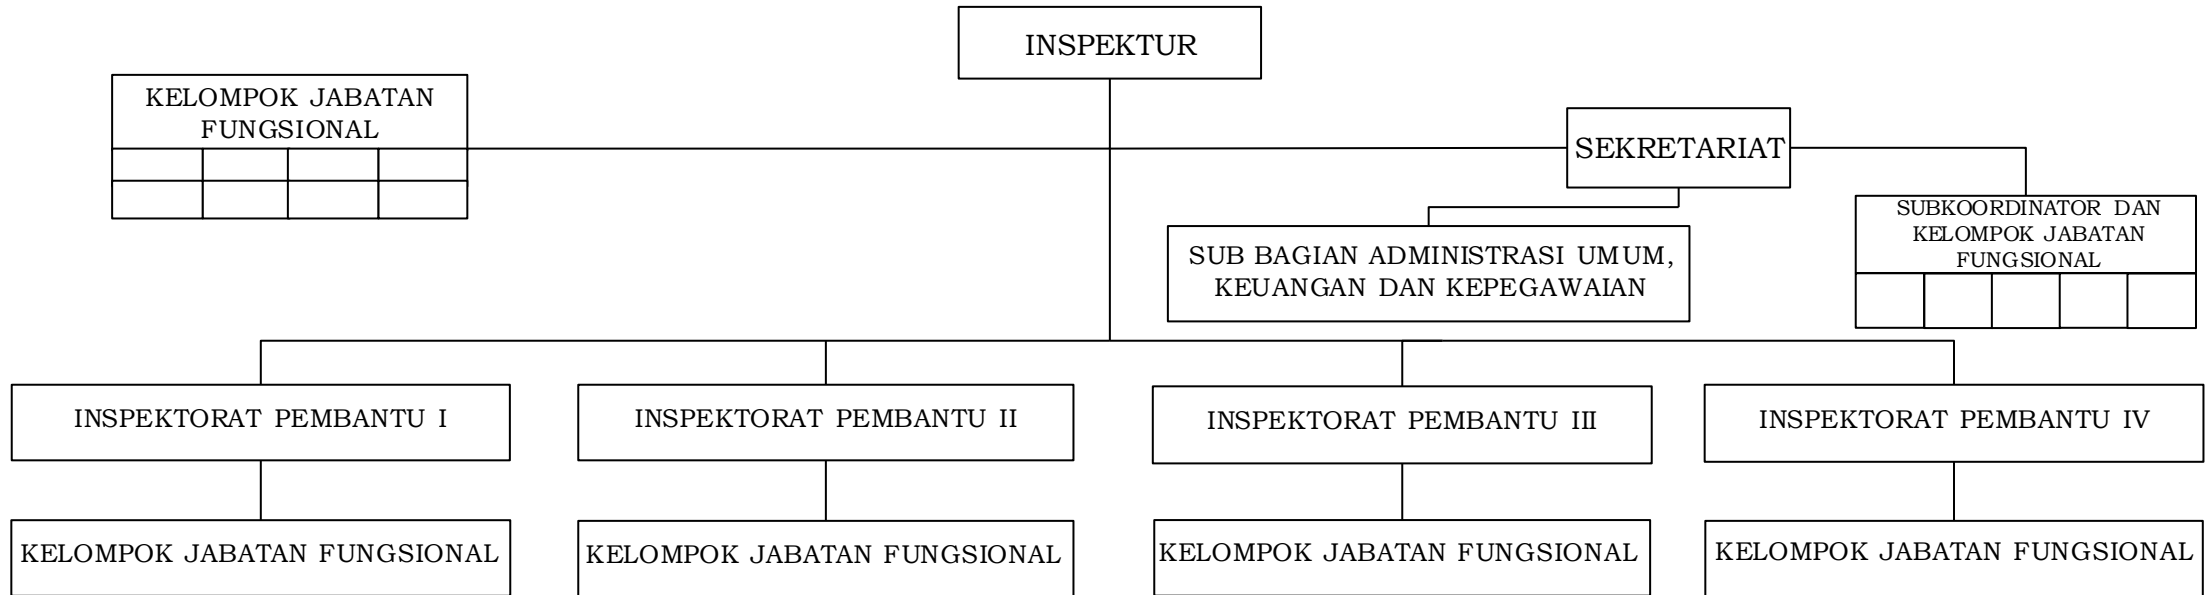 INSPEKTUR
KELOMPOK JABATAN
FUNGSIONAL
SEKRETARIAT
SUBKOORDINATOR DAN
KELOMPOK JABATAN
FUNGSIONAL
SUB BAGIAN ADMINISTRASI UMUM,
KEUANGAN DAN KEPEGAWAIAN
INSPEKTORAT PEMBANTU I
INSPEKTORAT PEMBANTU II
INSPEKTORAT PEMBANTU III
INSPEKTORAT PEMBANTU IV
KELOMPOK JABATAN FUNGSIONAL
KELOMPOK JABATAN FUNGSIONAL
KELOMPOK JABATAN FUNGSIONAL
KELOMPOK JABATAN FUNGSIONAL